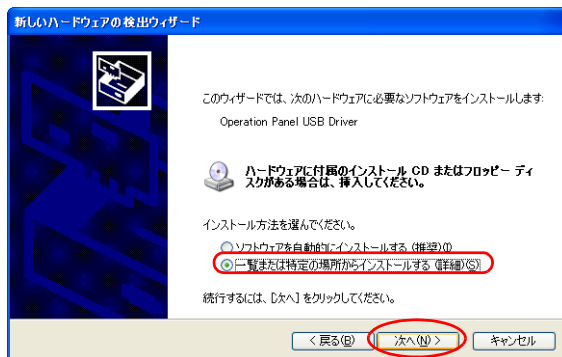 新しいハードウェアの検出ウィザード
このウィザードでは、次のハードウェアに必要なソフトウェアをインストールします:
Operation Panel USB Driver
ハードウェアに付属のインストール CD またはフロッピー ディ
スクがある場合は、挿入してください。
インストール方法を選んでください。
ソフトウェアを自動的にインストールする (推奨)(I)
一覧または特定の場所からインストールする (詳細)(S)
続行するには、[次へ] をクリックしてください。
< 戻る(B)
次へ(N) >
キャンセル